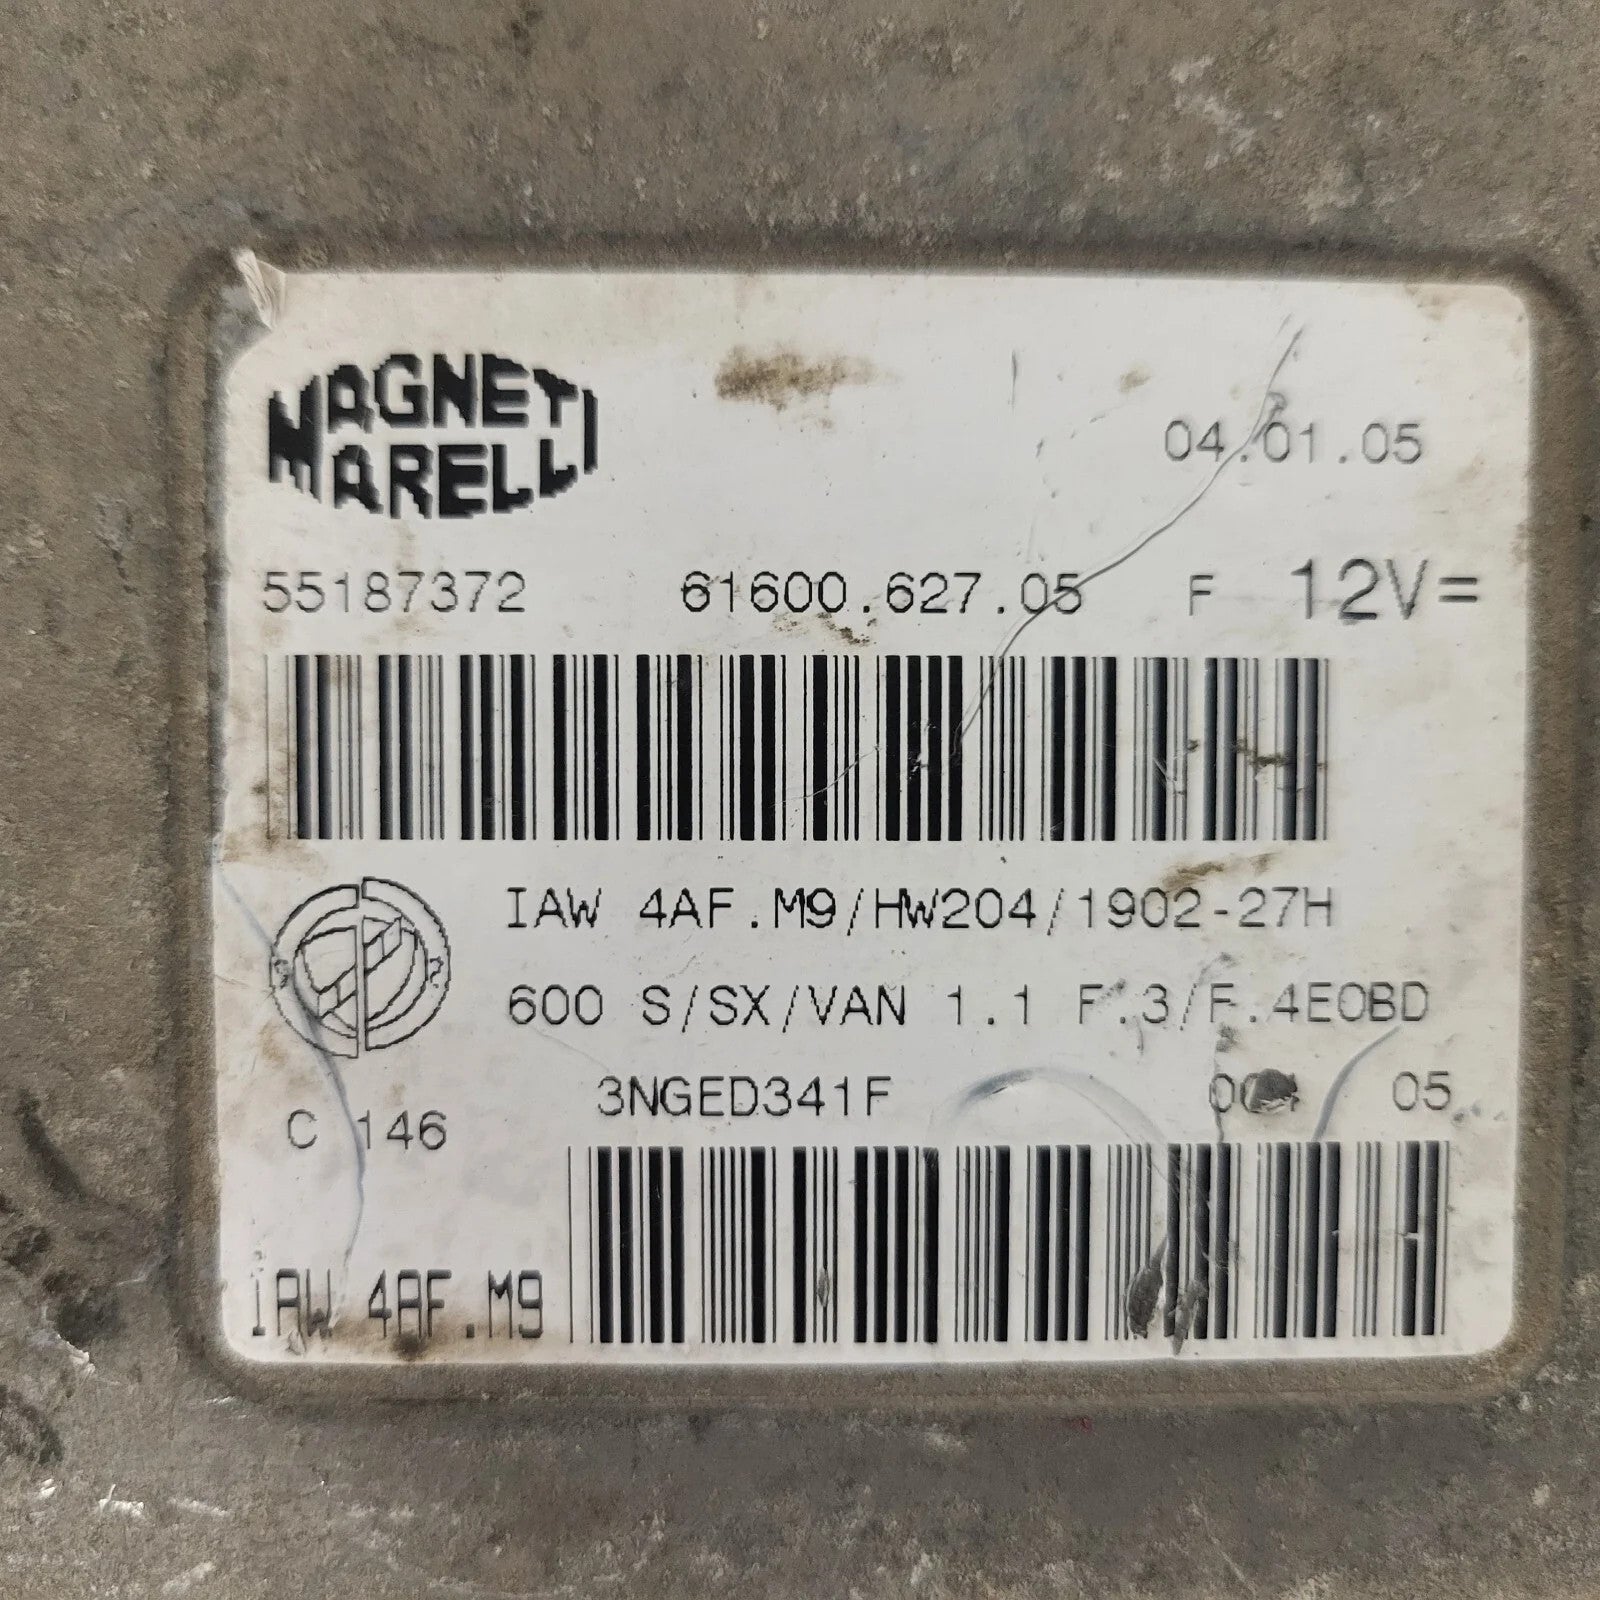 MAGNETI
MARELLI
04.01.05
55187372 61600.627.05 F 12V=
IAW 4AF.M9/HW204/1902-27H
600 S/SX/VAN 1.1 F.3/F.4EOBD
3NGED341F 05
C 146
IAW 4AF.M9